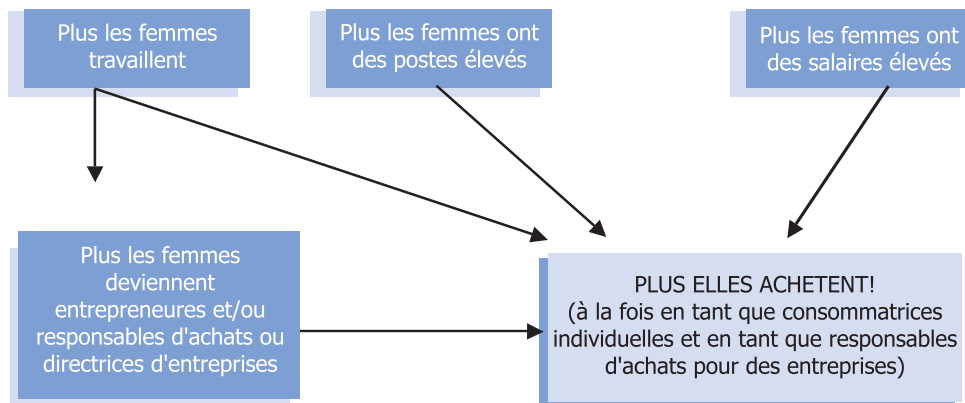 Plus les femmes
travaillent
Plus les femmes ont
des postes élevés
Plus les femmes ont
des salaires élevés
Plus les femmes
deviennent
entrepreneures et/ou
responsables d'achats ou
directrices d'entreprises
PLUS ELLES ACHETENT!
(à la fois en tant que consommatrices
individuelles et en tant que responsables
d'achats pour des entreprises)